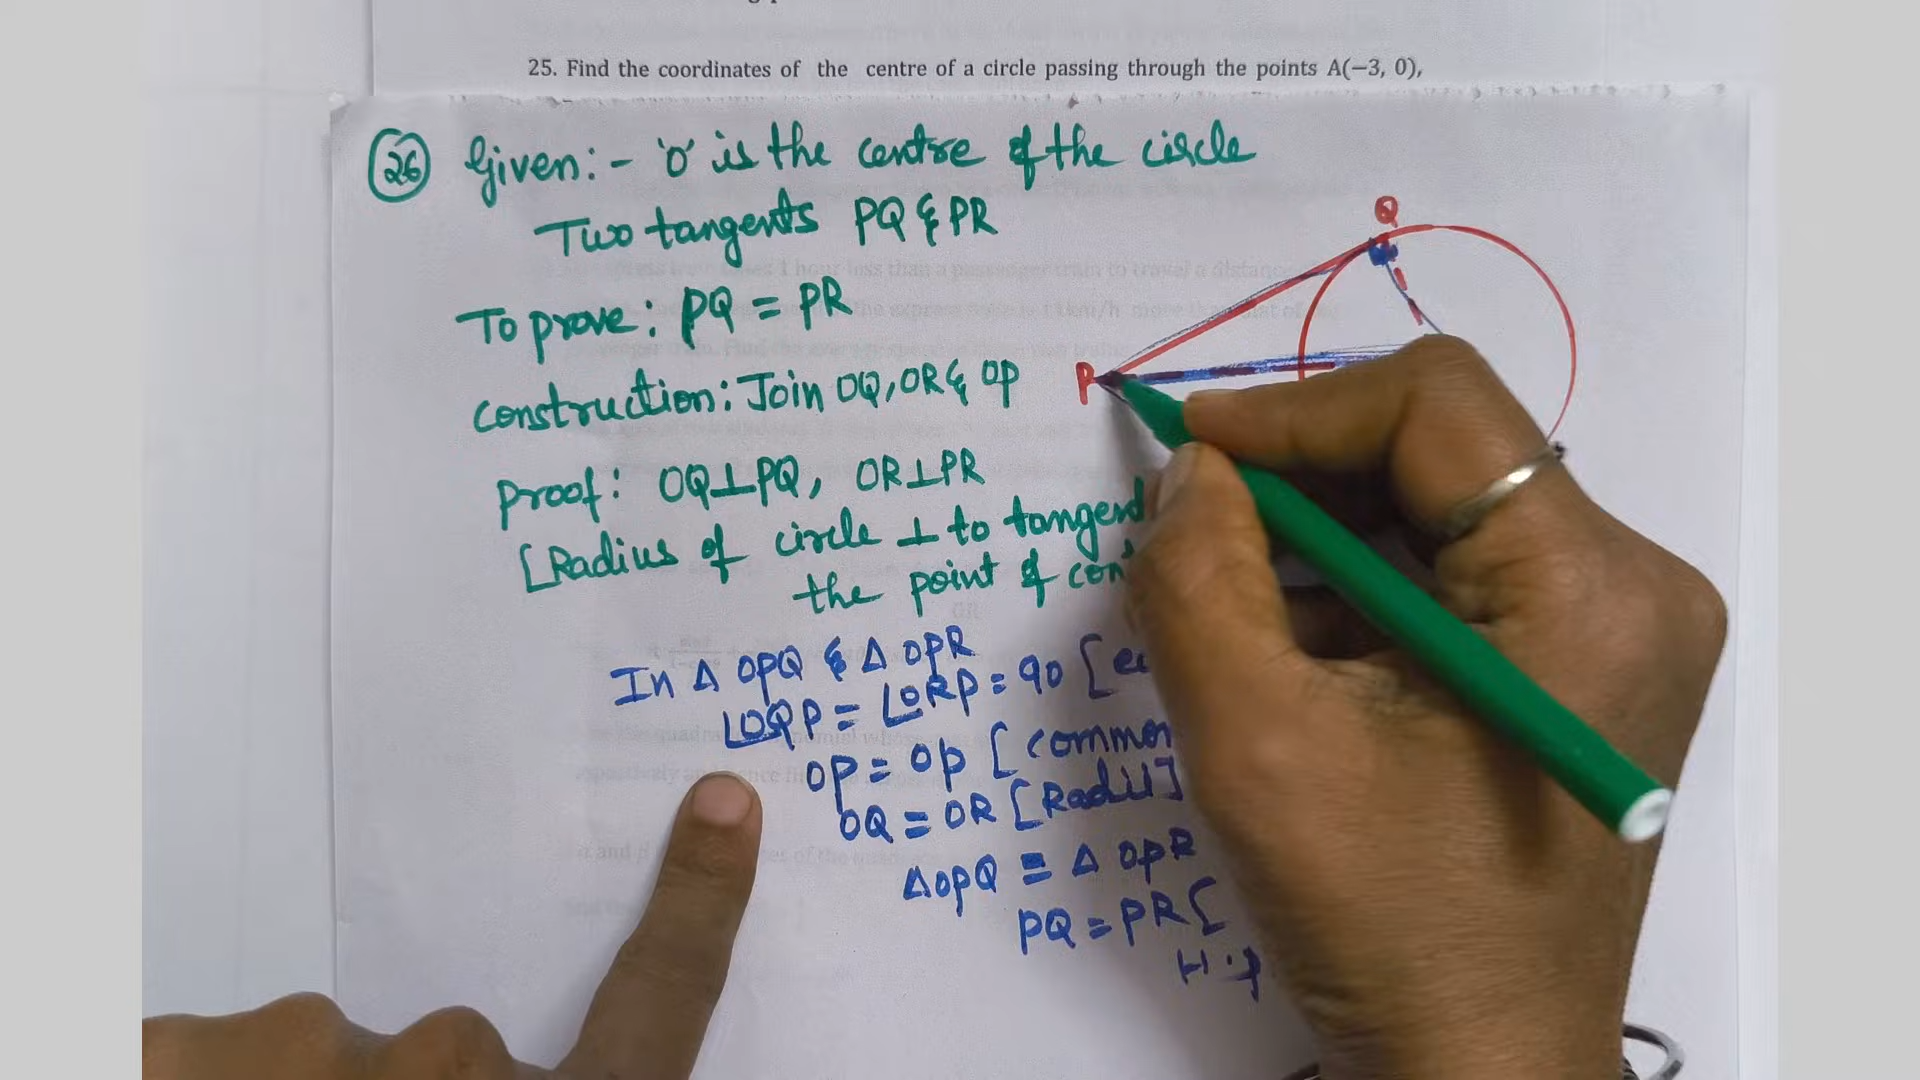 25. Find the coordinates of the centre of a circle passing through the points A(−3, 0),
26 Given:- 'O' is the centre of the circle
Two tangents PQ & PR
To prove: PQ = PR
Construction: Join OQ, OR & OP
Proof: OQ⊥PQ, OR⊥PR
[Radius of circle ⊥ to tangent
the point of
In Δ OPQ & Δ OPR
∠OQP = ∠ORP = 90 [
OP = OP [common
OQ = OR [Radii]
ΔOPQ ≅ Δ OPR
PQ = PR [
H.P
Q
P